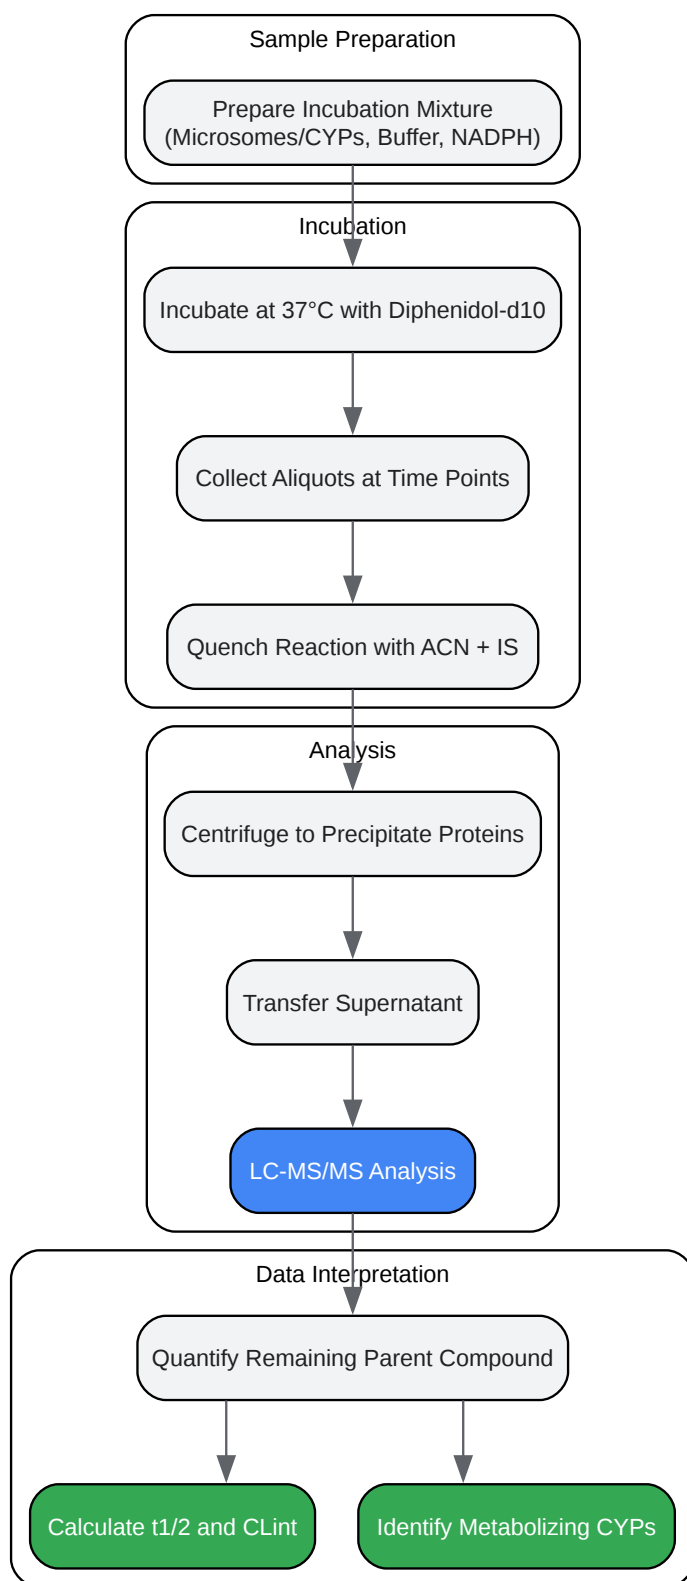 Sample Preparation
Prepare Incubation Mixture
(Microsomes/CYPs, Buffer, NADPH)
Incubation
Incubate at 37°C with Diphenidol-d10
Collect Aliquots at Time Points
Quench Reaction with ACN + IS
Analysis
Centrifuge to Precipitate Proteins
Transfer Supernatant
LC-MS/MS Analysis
Data Interpretation
Quantify Remaining Parent Compound
Calculate t1/2 and CLint
Identify Metabolizing CYPs